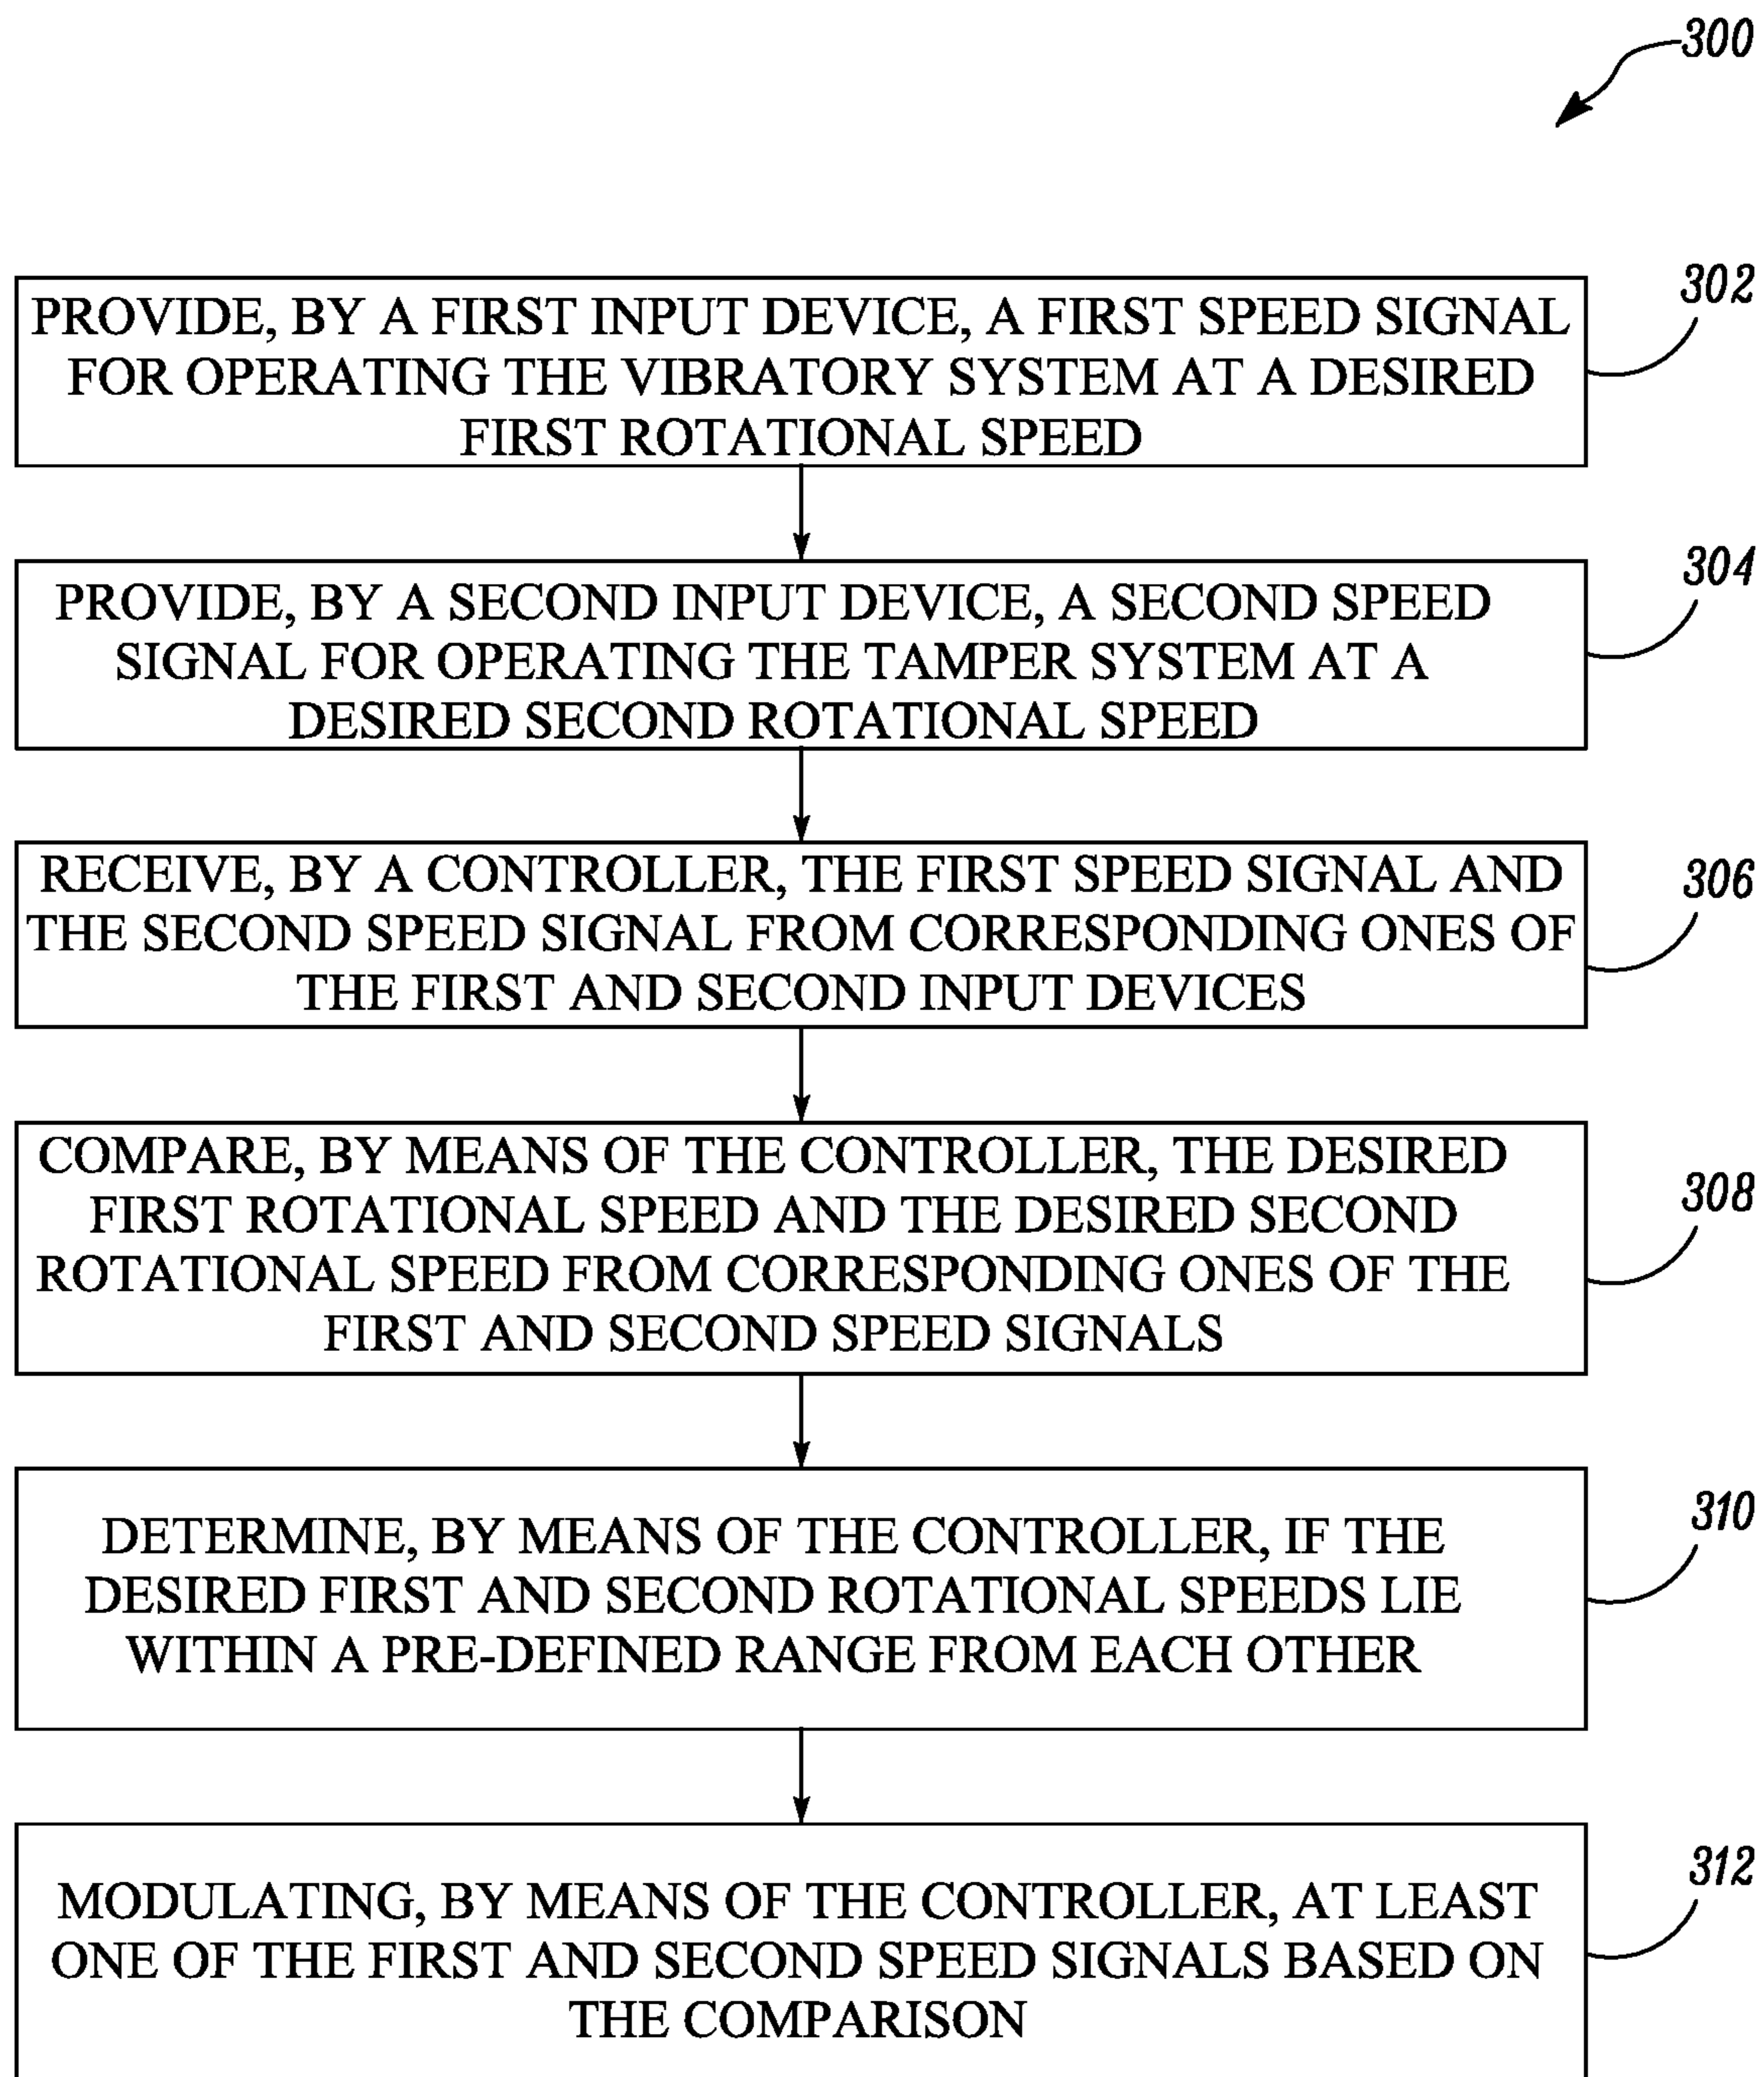 300
302
PROVIDE, BY A FIRST INPUT DEVICE, A FIRST SPEED SIGNAL
FOR OPERATING THE VIBRATORY SYSTEM AT A DESIRED
FIRST ROTATIONAL SPEED
304
PROVIDE, BY A SECOND INPUT DEVICE, A SECOND SPEED
SIGNAL FOR OPERATING THE TAMPER SYSTEM AT A
DESIRED SECOND ROTATIONAL SPEED
306
RECEIVE, BY A CONTROLLER, THE FIRST SPEED SIGNAL AND
THE SECOND SPEED SIGNAL FROM CORRESPONDING ONES OF
THE FIRST AND SECOND INPUT DEVICES
308
COMPARE, BY MEANS OF THE CONTROLLER, THE DESIRED
FIRST ROTATIONAL SPEED AND THE DESIRED SECOND
ROTATIONAL SPEED FROM CORRESPONDING ONES OF THE
FIRST AND SECOND SPEED SIGNALS
310
DETERMINE, BY MEANS OF THE CONTROLLER, IF THE
DESIRED FIRST AND SECOND ROTATIONAL SPEEDS LIE
WITHIN A PRE-DEFINED RANGE FROM EACH OTHER
312
MODULATING, BY MEANS OF THE CONTROLLER, AT LEAST
ONE OF THE FIRST AND SECOND SPEED SIGNALS BASED ON
THE COMPARISON